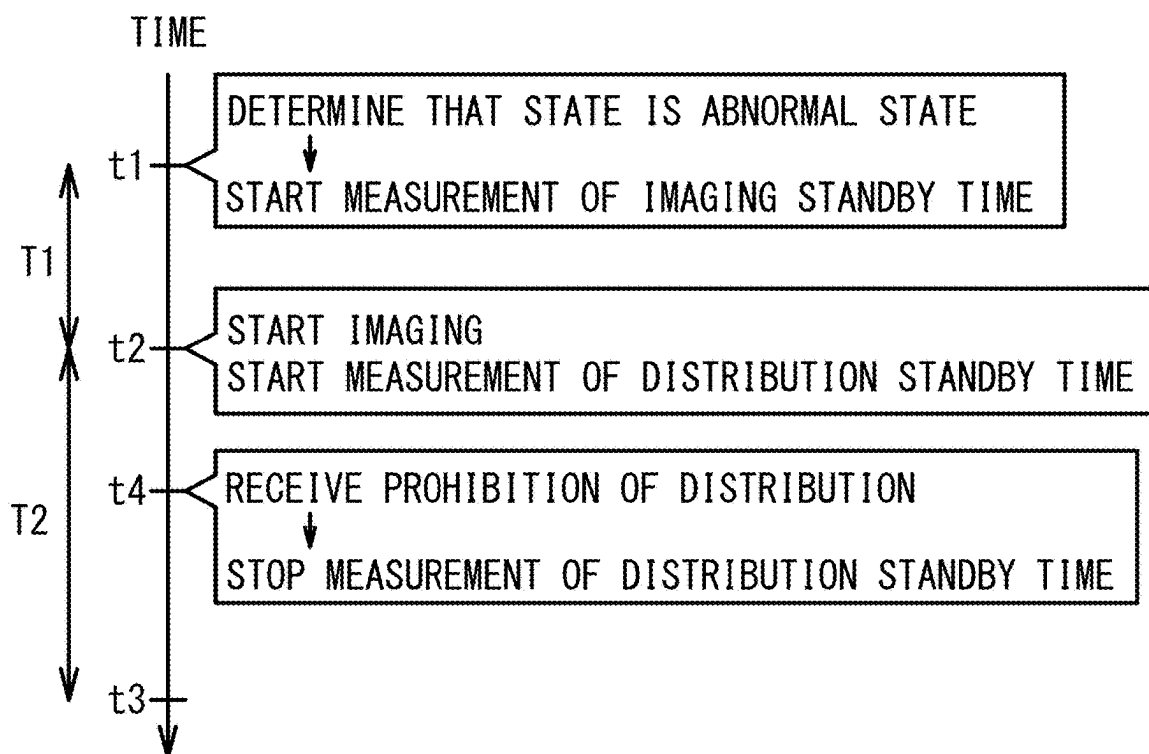 TIME
DETERMINE THAT STATE IS ABNORMAL STATE
t1
START MEASUREMENT OF IMAGING STANDBY TIME
T1
START IMAGING
t2
START MEASUREMENT OF DISTRIBUTION STANDBY TIME
t4
RECEIVE PROHIBITION OF DISTRIBUTION
T2
STOP MEASUREMENT OF DISTRIBUTION STANDBY TIME
t3